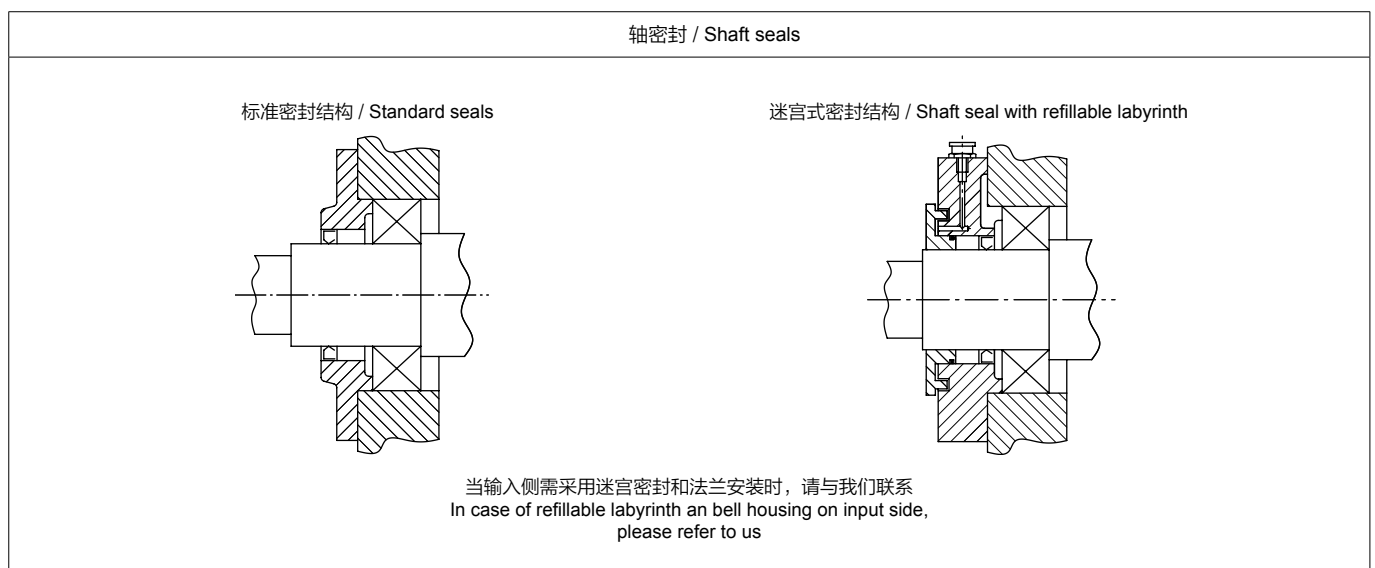 轴密封 / Shaft seals
标准密封结构 / Standard seals
迷宫式密封结构 / Shaft seal with refillable labyrinth
当输入侧需采用迷宫密封和法兰安装时，请与我们联系
In case of refillable labyrinth an bell housing on input side,
please refer to us